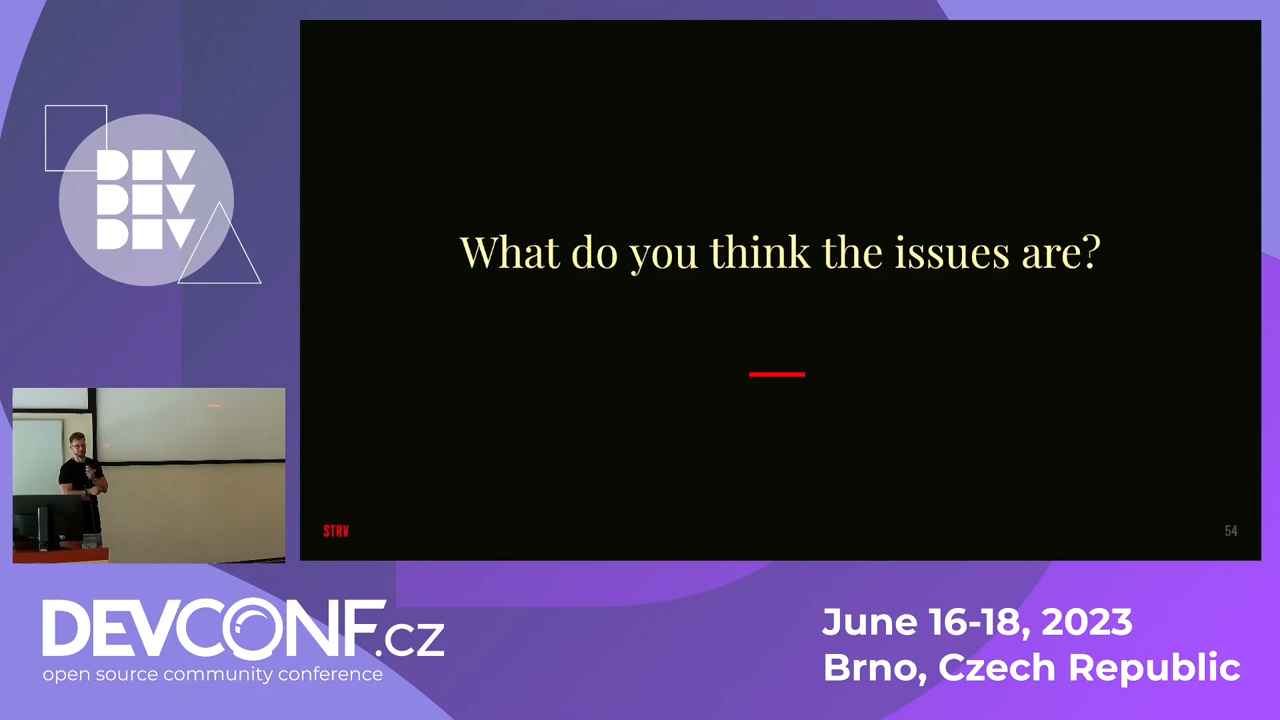 DEV
DEV
DEV
What do you think the issues are?
STRV
54
DEVCONF.cz
open source community conference
June 16-18, 2023
Brno, Czech Republic